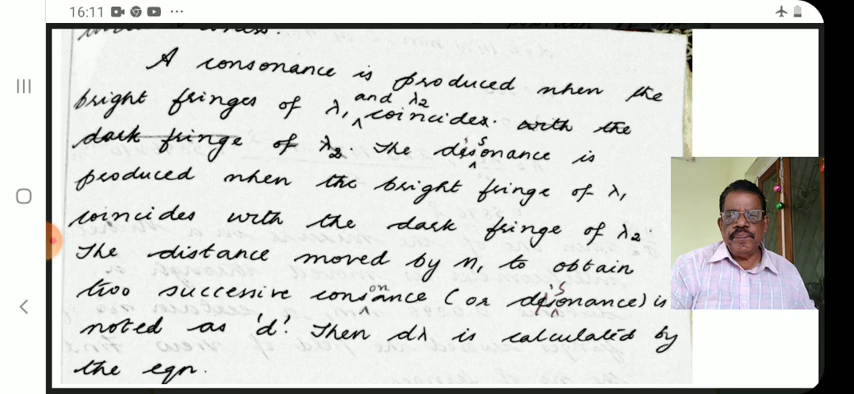 16:11
A consonance is produced when the
bright fringes of λ₁ and λ₂ coincides. with the
dark fringe of λ₂. The dissonance is
produced when the bright fringe of λ₁
coincides with the dark fringe of λ₂
The distance moved by M₁ to obtain
two successive consonance (or dissonance) is
noted as 'd'. Then dλ is calculated by
the eqn.